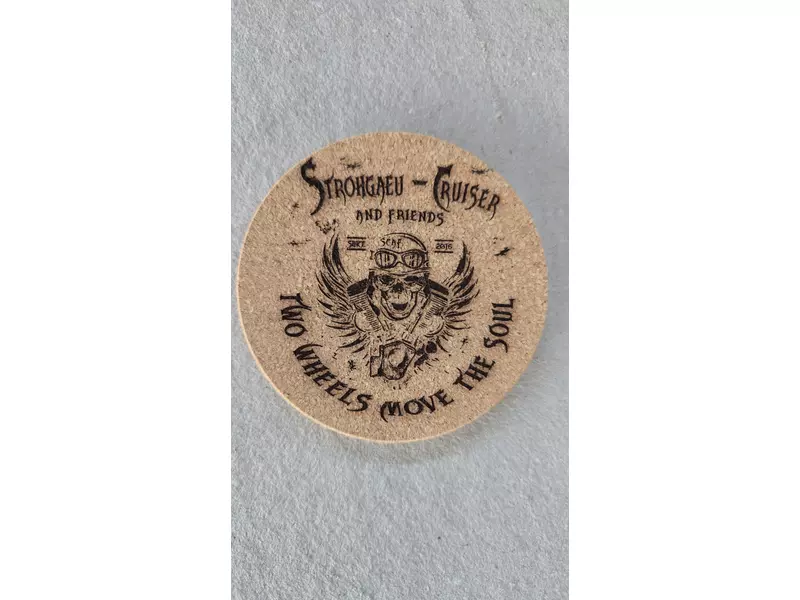 STROHGAEU - CRUISER
AND FRIENDS
SINCE SCAF 2016
TWO WHEELS MOVE THE SOUL